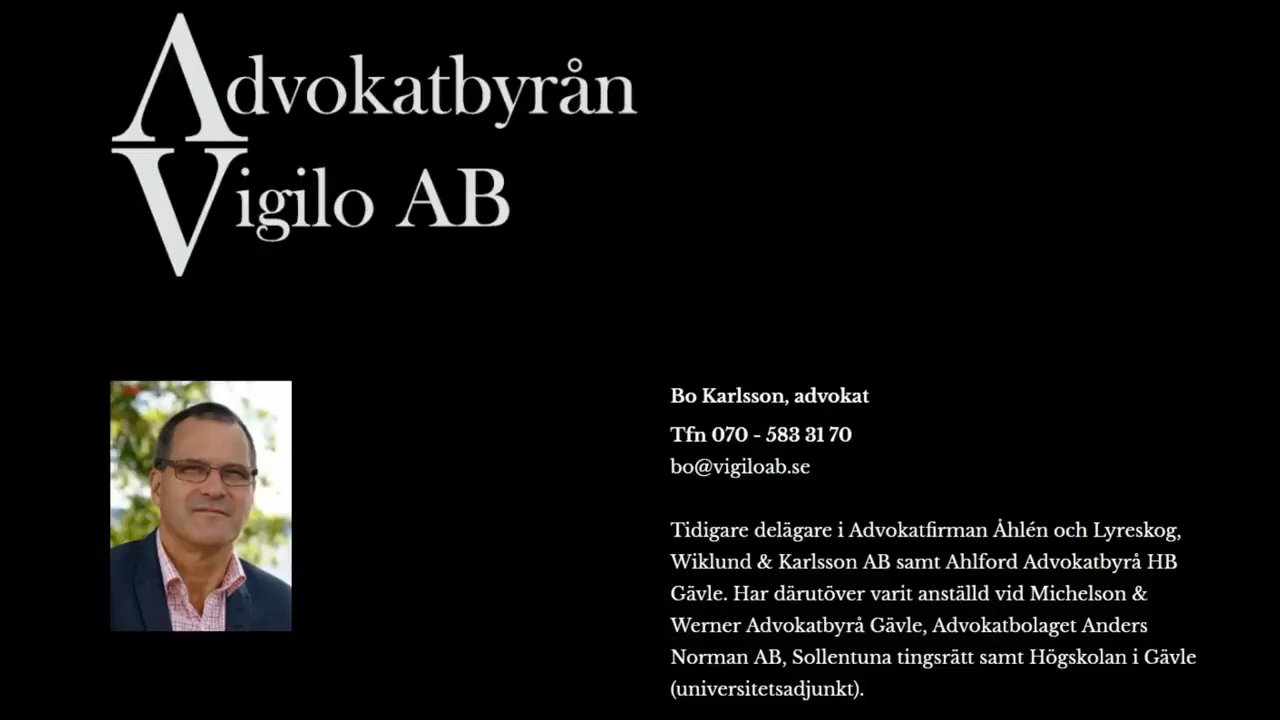 Advokatbyrån
Vigilo AB
Bo Karlsson, advokat
Tfn 070 - 583 31 70
bo@vigiloab.se
Tidigare delägare i Advokatfirman Åhlén och Lyreskog,
Wiklund & Karlsson AB samt Ahlford Advokatbyrå HB
Gävle. Har därutöver varit anställd vid Michelson &
Werner Advokatbyrå Gävle, Advokatbolaget Anders
Norman AB, Sollentuna tingsrätt samt Högskolan i Gävle
(universitetsadjunkt).